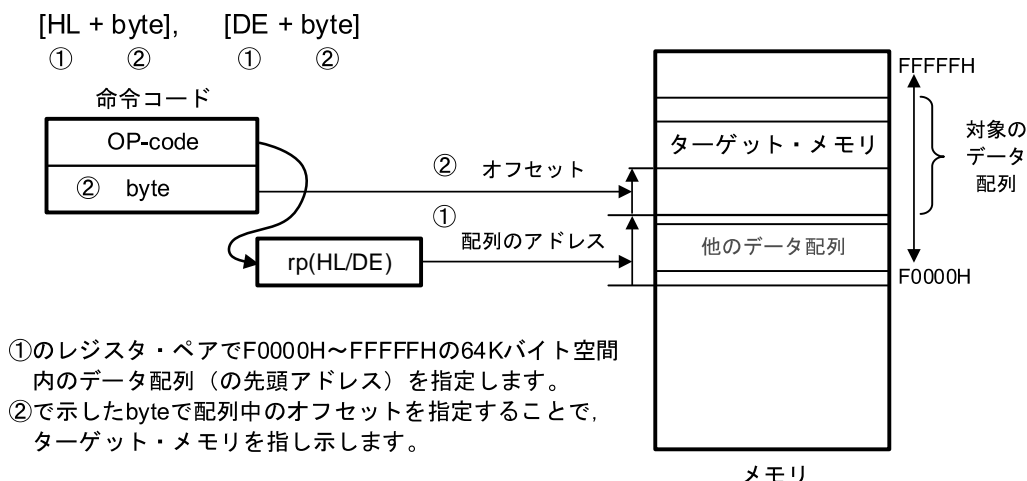 [HL + byte], [DE + byte]
① ② ① ②
命令コード
OP-code
② byte
② オフセット
①
配列のアドレス
rp(HL/DE)
FFFFFH
ターゲット・メモリ
対象の
データ
配列
他のデータ配列
F0000H
メモリ
①のレジスタ・ペアでF0000H～FFFFFHの64Kバイト空間
内のデータ配列（の先頭アドレス）を指定します。
②で示したbyteで配列中のオフセットを指定することで,
ターゲット・メモリを指し示します。